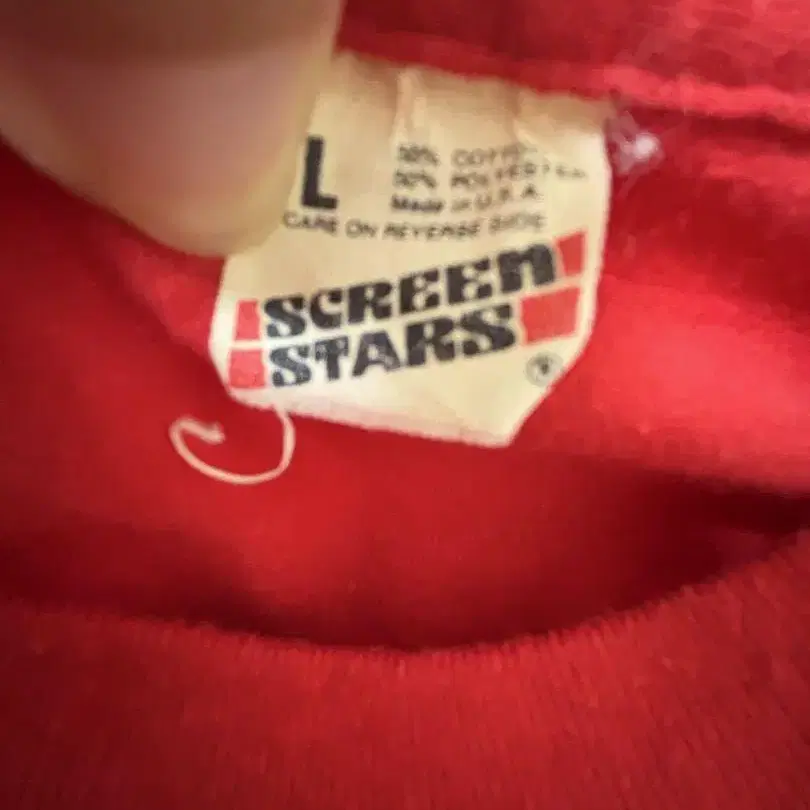 L
50% COTTON
50% POLYESTER
Made in U.S.A.
CARE ON REVERSE SIDE
SCREEN
STARS
®